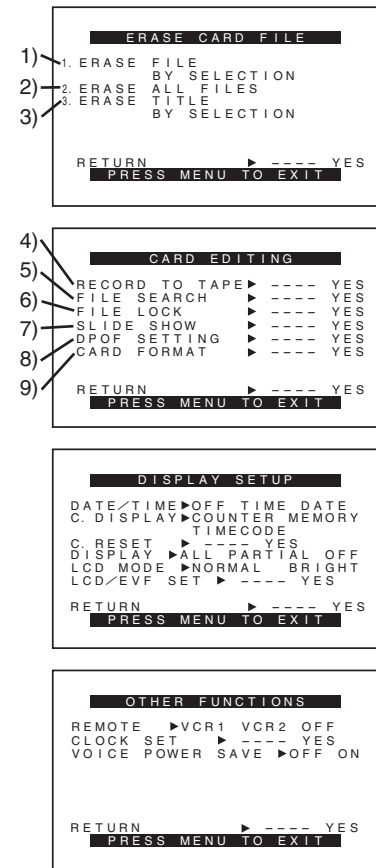 ERASE CARD FILE
1) 1. ERASE FILE
BY SELECTION
2) 2. ERASE ALL FILES
3) 3. ERASE TITLE
BY SELECTION
RETURN ▶ ---- YES
PRESS MENU TO EXIT
CARD EDITING
4) RECORD TO TAPE▶ ---- YES
5) FILE SEARCH ▶ ---- YES
6) FILE LOCK ▶ ---- YES
7) SLIDE SHOW ▶ ---- YES
8) DPOF SETTING ▶ ---- YES
9) CARD FORMAT ▶ ---- YES
RETURN ▶ ---- YES
PRESS MENU TO EXIT
DISPLAY SETUP
DATE/TIME▶OFF TIME DATE
C. DISPLAY▶COUNTER MEMORY
TIMECODE
C. RESET ▶ ---- YES
DISPLAY ▶ALL PARTIAL OFF
LCD MODE ▶NORMAL BRIGHT
LCD/EVF SET ▶ ---- YES
RETURN ▶ ---- YES
PRESS MENU TO EXIT
OTHER FUNCTIONS
REMOTE ▶VCR1 VCR2 OFF
CLOCK SET ▶ ---- YES
VOICE POWER SAVE ▶OFF ON
RETURN ▶ ---- YES
PRESS MENU TO EXIT